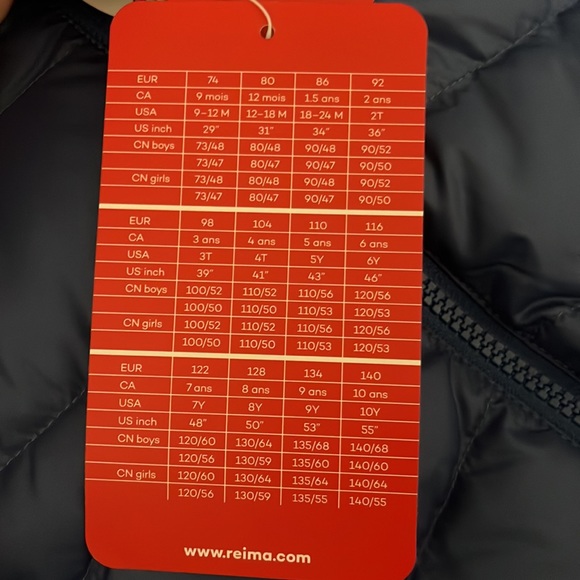 EUR 74 80 86 92
CA 9 mois 12 mois 1.5 ans 2 ans
USA 9–12 M 12–18 M 18–24 M 2T
US inch 29" 31" 34" 36"
CN boys 73/48 80/48 90/48 90/52
73/47 80/47 90/47 90/50
CN girls 73/48 80/48 90/48 90/52
73/47 80/47 90/47 90/50
EUR 98 104 110 116
CA 3 ans 4 ans 5 ans 6 ans
USA 3T 4T 5Y 6Y
US inch 39" 41" 43" 46"
CN boys 100/52 110/52 110/56 120/56
100/50 110/50 110/53 120/53
CN girls 100/52 110/52 110/56 120/56
100/50 110/50 110/53 120/53
EUR 122 128 134 140
CA 7 ans 8 ans 9 ans 10 ans
USA 7Y 8Y 9Y 10Y
US inch 48" 50" 53" 55"
CN boys 120/60 130/64 135/68 140/68
120/56 130/59 135/60 140/60
CN girls 120/60 130/64 135/64 140/64
120/56 130/59 135/55 140/55
www.reima.com